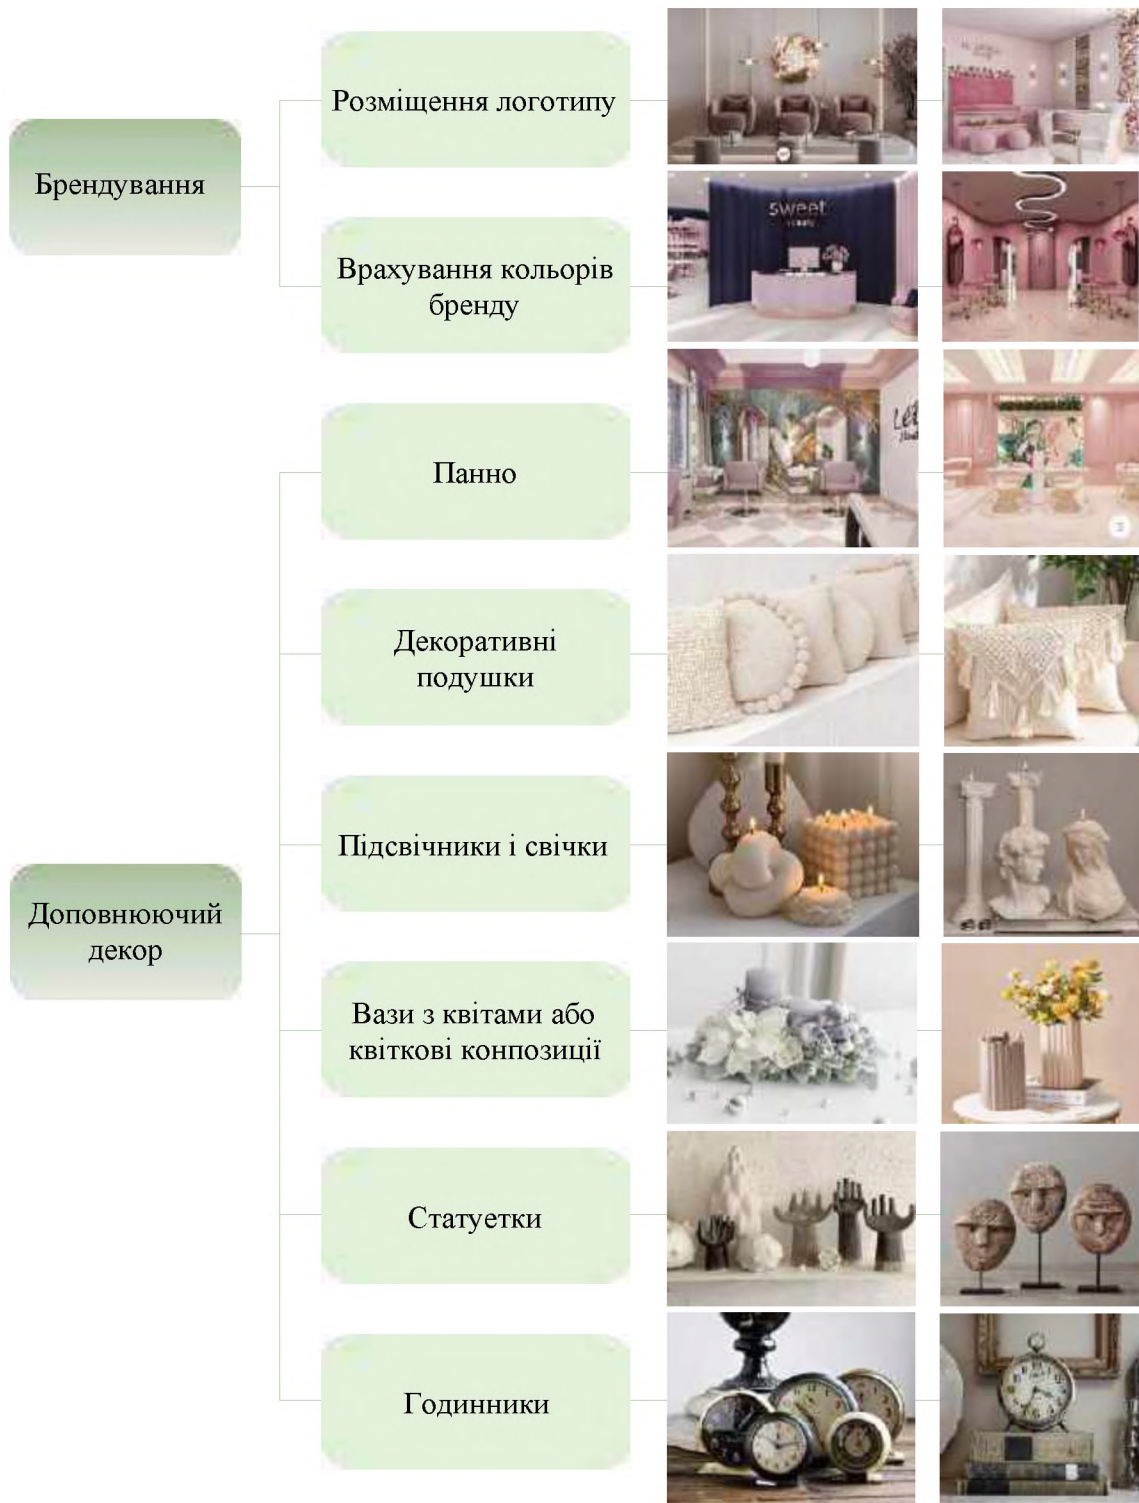 Брендування
Розміщення логотипу
Врахування кольорів
бренду
sweet
Доповнюючий
декор
Панно
Декоративні
подушки
Підсвічники і свічки
Вази з квітами або
квіткові конпозиції
Статуетки
Годинники